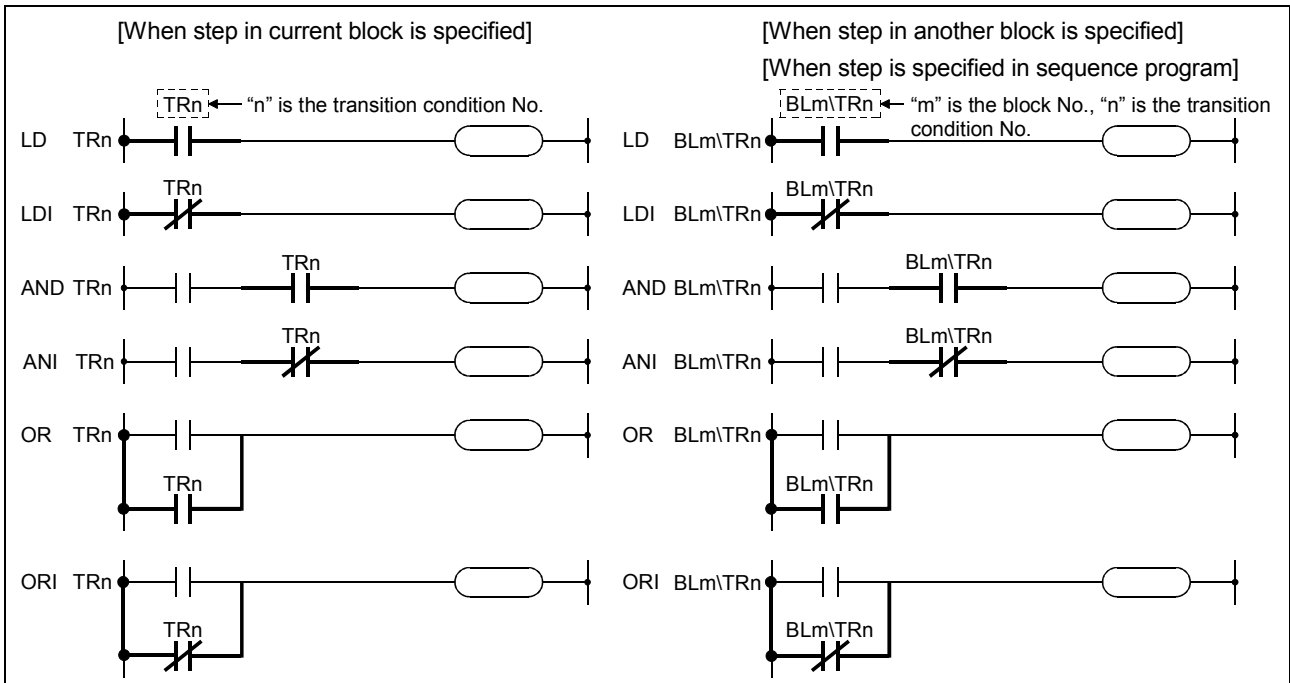 [When step in current block is specified]
TRn
"n" is the transition condition No.
LD TRn
TRn
LDI TRn
TRn
AND TRn
TRn
ANI TRn
OR TRn
TRn
ORI TRn
TRn
[When step in another block is specified]
[When step is specified in sequence program]
BLm\TRn
"m" is the block No., "n" is the transition
condition No.
LD BLm\TRn
BLm\TRn
LDI BLm\TRn
BLm\TRn
AND BLm\TRn
BLm\TRn
ANI BLm\TRn
OR BLm\TRn
BLm\TRn
ORI BLm\TRn
BLm\TRn